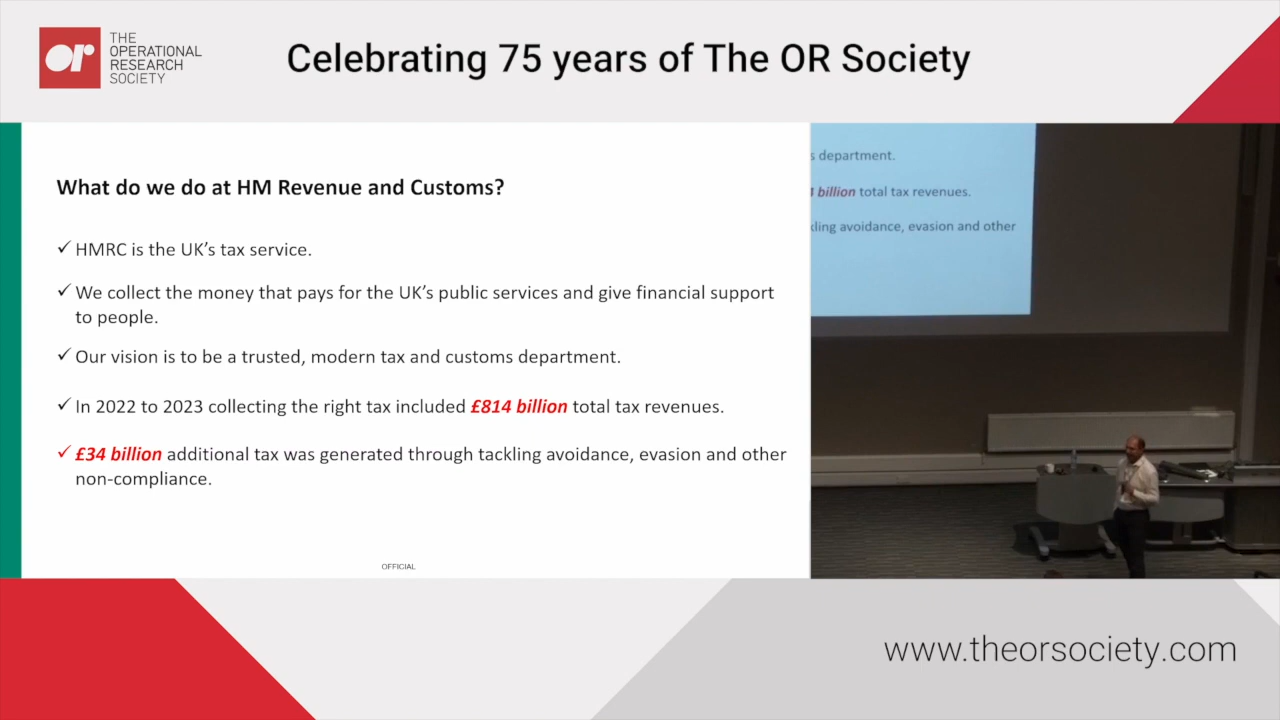 or
THE
OPERATIONAL
RESEARCH
SOCIETY
Celebrating 75 years of The OR Society
What do we do at HM Revenue and Customs?
✓ HMRC is the UK's tax service.
✓ We collect the money that pays for the UK's public services and give financial support
to people.
✓ Our vision is to be a trusted, modern tax and customs department.
✓ In 2022 to 2023 collecting the right tax included £814 billion total tax revenues.
✓ £34 billion additional tax was generated through tackling avoidance, evasion and other
non-compliance.
OFFICIAL
department.
billion total tax revenues.
avoidance, evasion and other
www.theorsociety.com